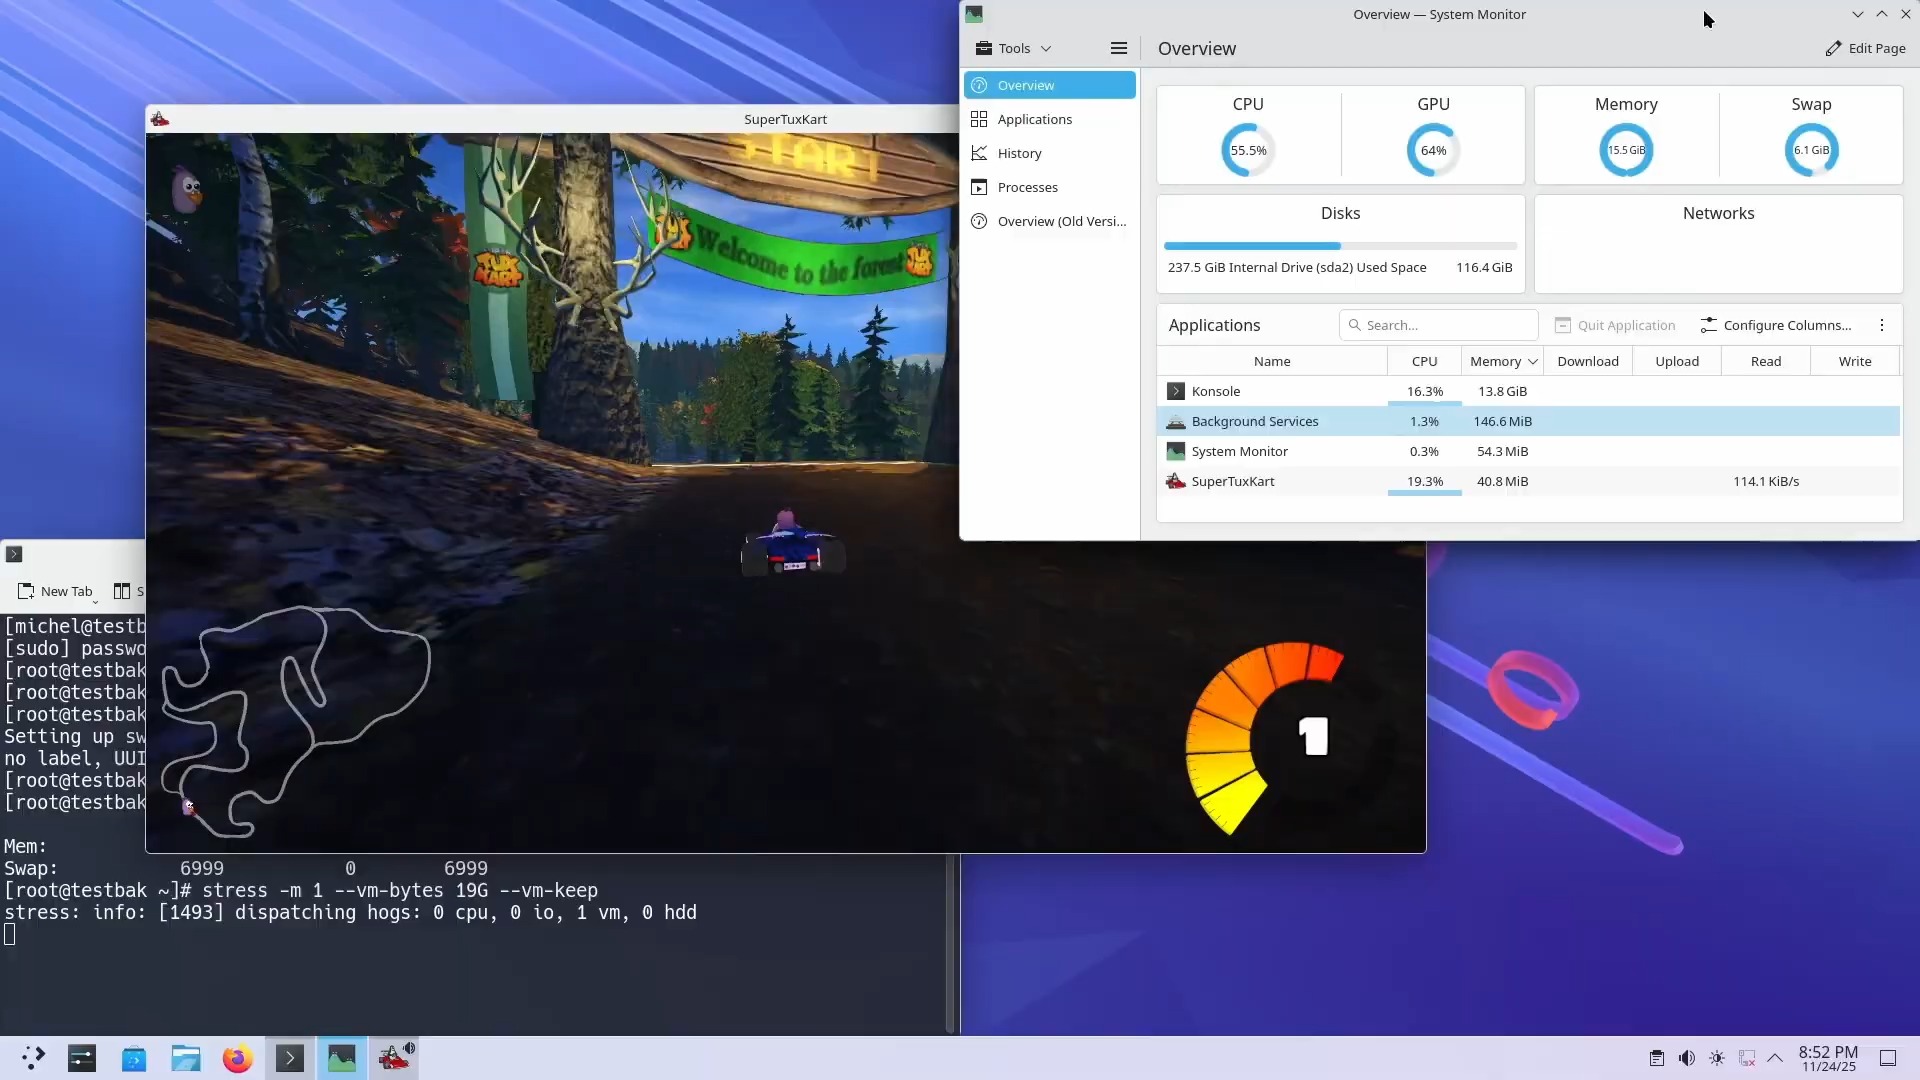 Overview — System Monitor
Tools
Overview
Edit Page
Overview
Applications
History
Processes
Overview (Old Versi...
CPU
GPU
Memory
Swap
55.5%
64%
15.5 GiB
6.1 GiB
Disks
Networks
237.5 GiB Internal Drive (sda2) Used Space
116.4 GiB
Applications
Search...
Quit Application
Configure Columns...
Name CPU Memory Download Upload Read Write
Konsole 16.3% 13.8 GiB
Background Services 1.3% 146.6 MiB
System Monitor 0.3% 54.3 MiB
SuperTuxKart 19.3% 40.8 MiB 114.1 KiB/s
SuperTuxKart
START
Welcome to the forest
TUX
KART
1
New Tab
S
[michel@testb
[sudo] passwo
[root@testbak
[root@testbak
[root@testbak
Setting up sw
no label, UUI
[root@testbak
[root@testbak
Mem:
Swap: 6999 0 6999
[root@testbak ~]# stress -m 1 --vm-bytes 19G --vm-keep
stress: info: [1493] dispatching hogs: 0 cpu, 0 io, 1 vm, 0 hdd
8:52 PM
11/24/25